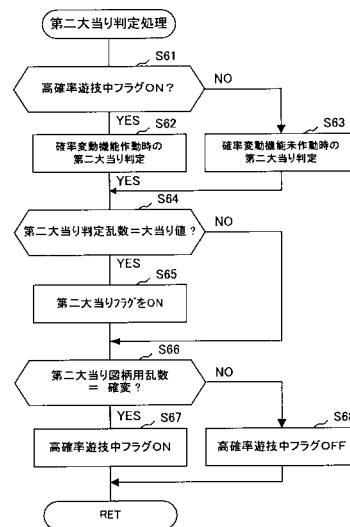 第二大当り判定処理
S61
高確率遊技中フラグON?
NO
YES
S62
S63
確率変動機能作動時の
第二大当り判定
確率変動機能未作動時の
第二大当り判定
YES
S64
第二大当り判定乱数=大当り値?
NO
YES
S65
第二大当りフラグをON
S66
第二大当り図柄用乱数
= 確変?
NO
YES
S67
S68
高確率遊技中フラグON
高確率遊技中フラグOFF
RET